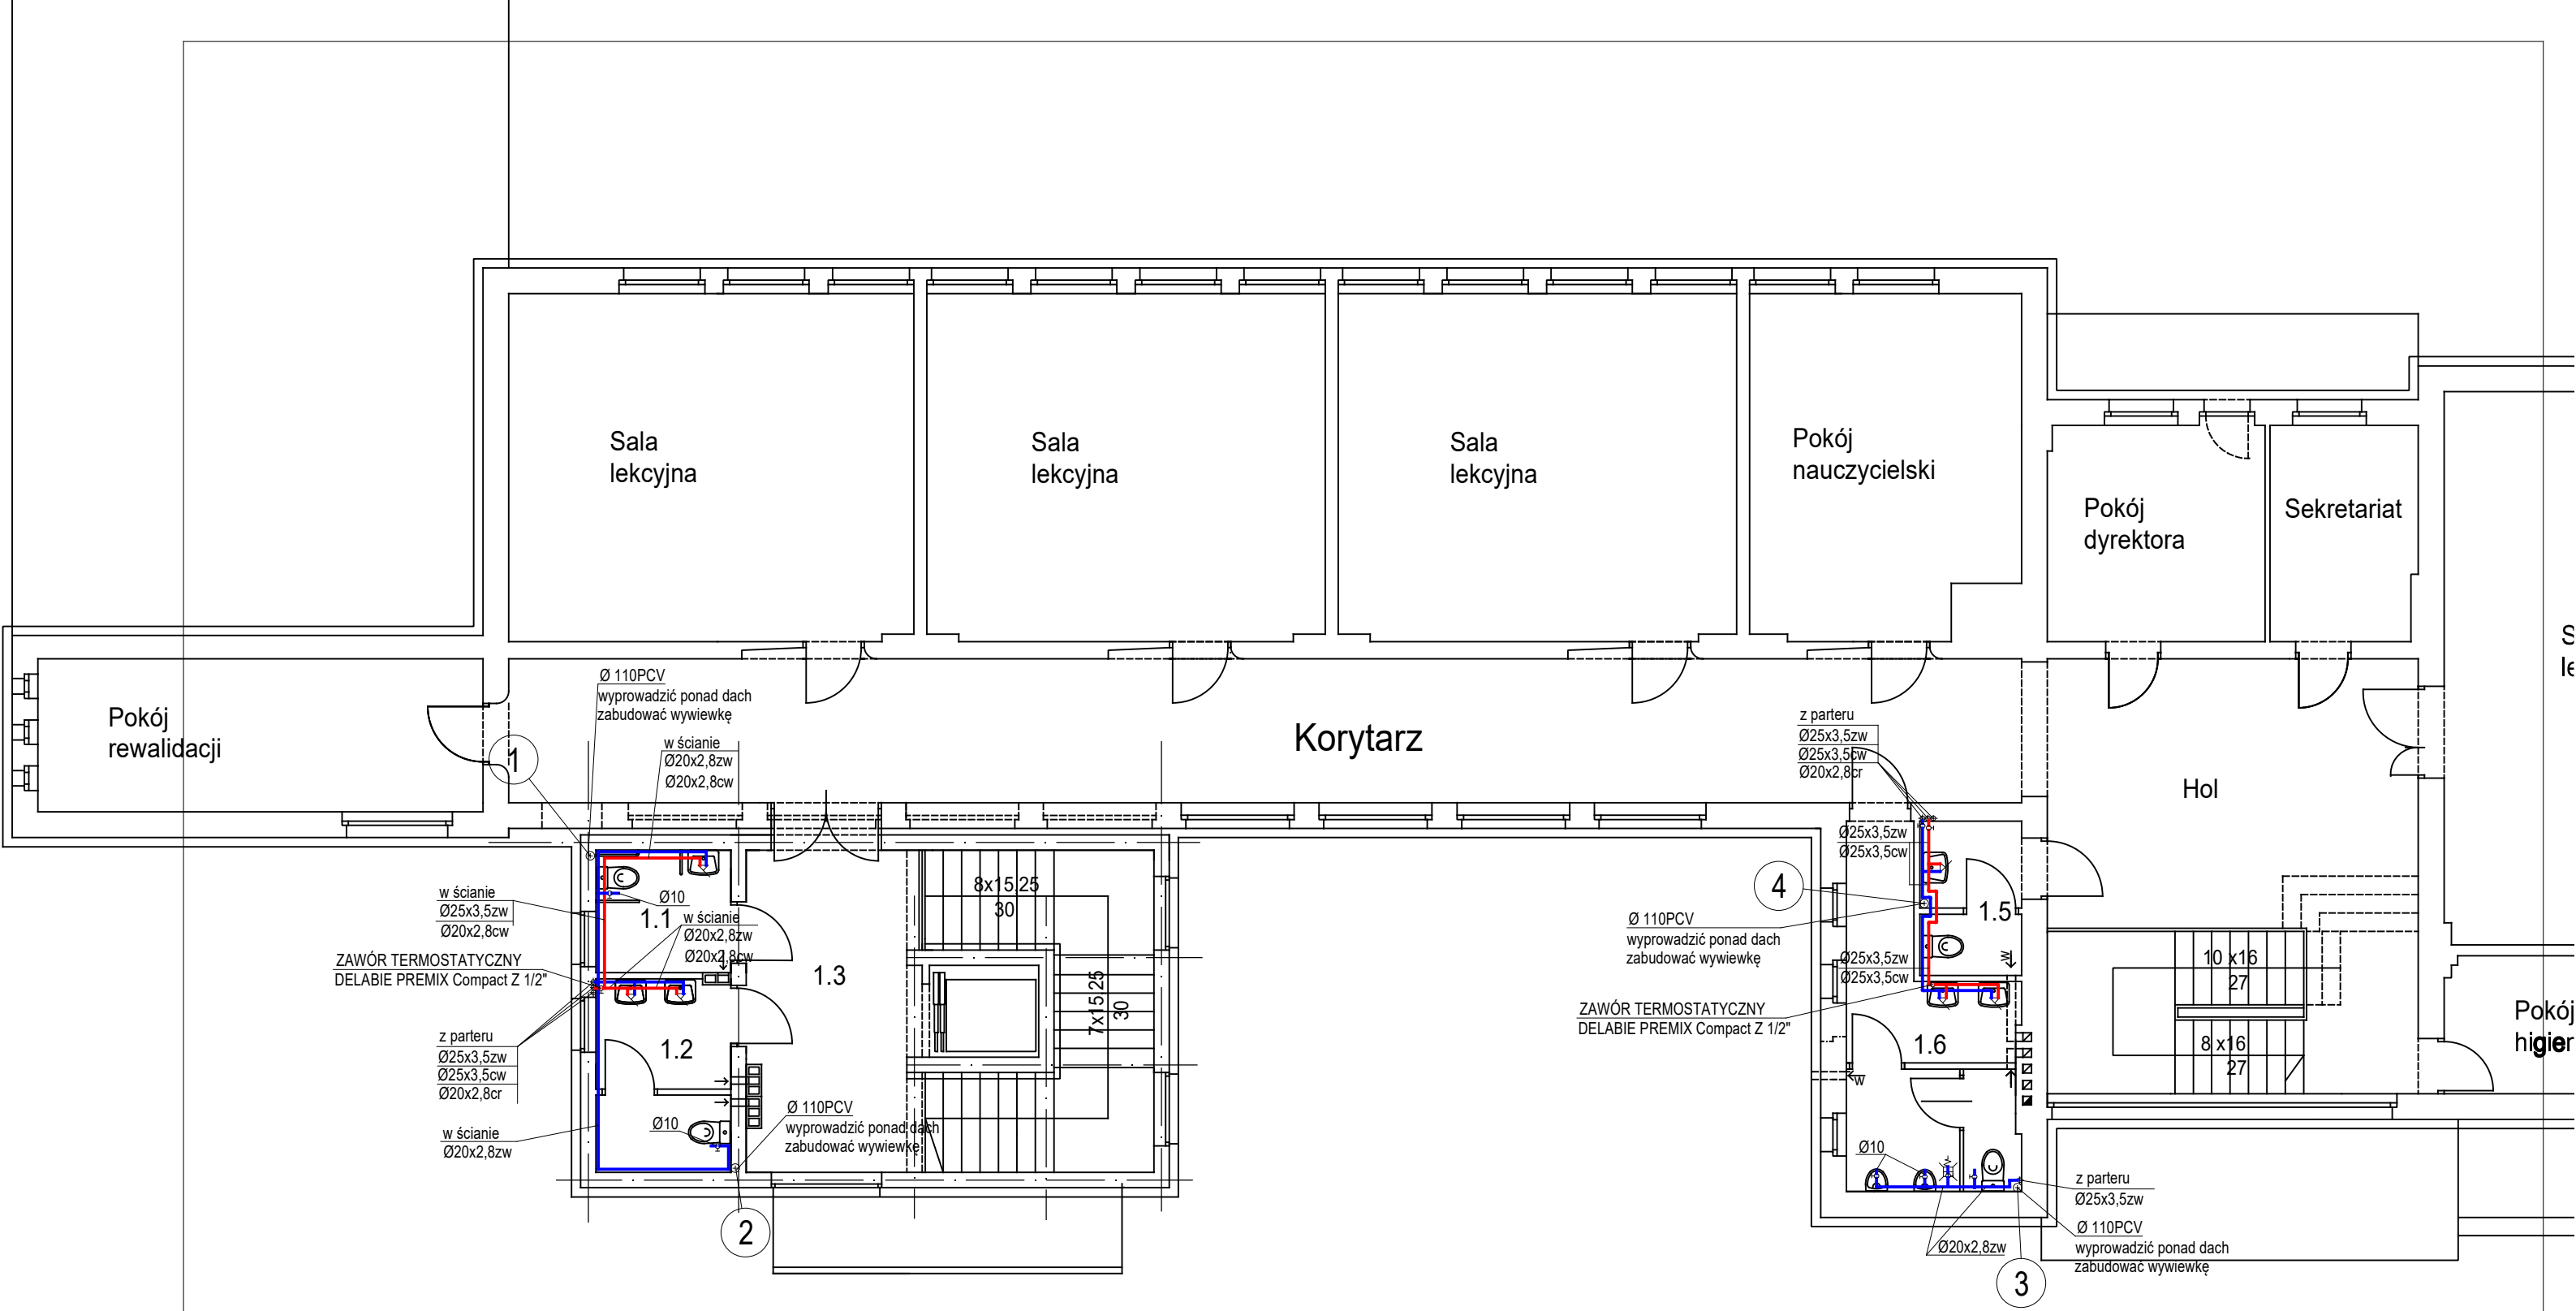 Sala
lekcyjna
Sala
lekcyjna
Sala
lekcyjna
Pokój
nauczycielski
Pokój
dyrektora
Sekretariat
Pokój
rewalidacji
Korytarz
Hol
Pokój
1
Ø 110PCV
wyprowadzić ponad dach
zabudować wywiewkę
w ścianie
Ø20x2,8zw
Ø20x2,8cw
w ścianie
Ø25x3,5zw
Ø20x2,8cw
Ø10
1.1
w ścianie
Ø20x2,8zw
Ø20x2,8cw
ZAWÓR TERMOSTATYCZNY
DELABIE PREMIX Compact Z 1/2"
z parteru
Ø25x3,5zw
Ø25x3,5cw
Ø20x2,8cr
1.2
w ścianie
Ø20x2,8zw
Ø10
1.3
Ø 110PCV
wyprowadzić ponad dach
zabudować wywiewkę
2
8x15.25
30
7x15.25
30
z parteru
Ø25x3,5zw
Ø25x3,5cw
Ø20x2,8cr
Ø25x3,5zw
Ø25x3,5cw
4
Ø 110PCV
wyprowadzić ponad dach
zabudować wywiewkę
1.5
w
Ø25x3,5zw
Ø25x3,5cw
ZAWÓR TERMOSTATYCZNY
DELABIE PREMIX Compact Z 1/2"
1.6
w
Ø10
Ø20x2,8zw
z parteru
Ø25x3,5zw
Ø 110PCV
wyprowadzić ponad dach
zabudować wywiewkę
3
10 x16
27
8 x16
27